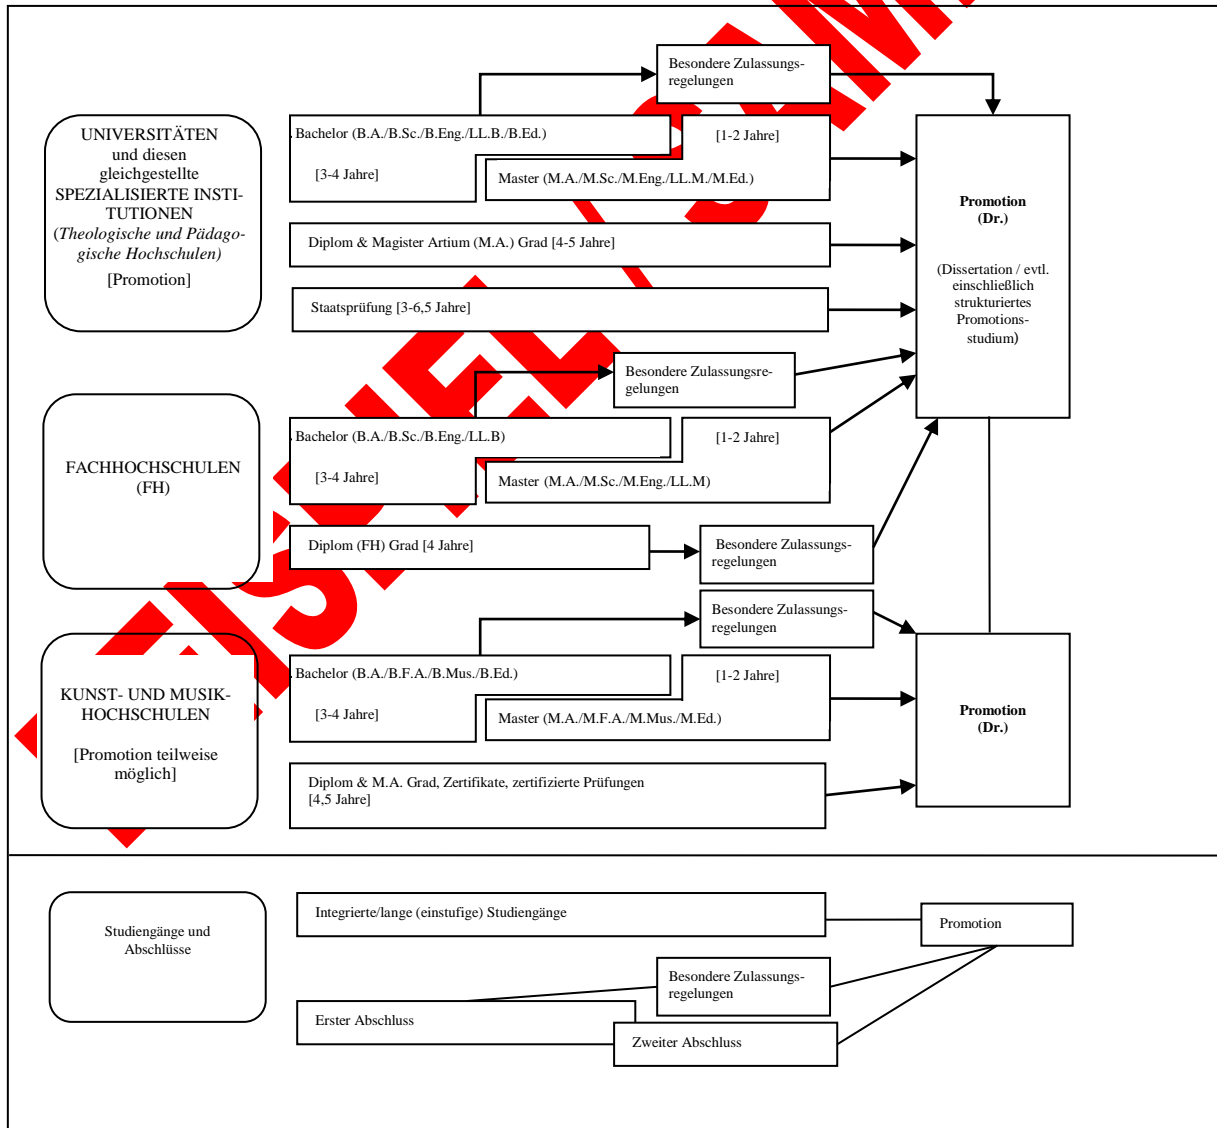 Besondere Zulassungs-
regelungen
UNIVERSITÄTEN
und diesen
gleichgestellte
SPEZIALISIERTE INSTI-
TUTIONEN
(Theologische und Pädago-
gische Hochschulen)
[Promotion]
Bachelor (B.A./B.Sc./B.Eng./LL.B./B.Ed.)
[3-4 Jahre]
[1-2 Jahre]
Master (M.A./M.Sc./M.Eng./LL.M./M.Ed.)
Diplom & Magister Artium (M.A.) Grad [4-5 Jahre]
Staatsprüfung [3-6,5 Jahre]
Promotion
(Dr.)
(Dissertation / evtl.
einschließlich
strukturiertes
Promotions-
studium)
Besondere Zulassungsre-
gelungen
FACHHOCHSCHULEN
(FH)
Bachelor (B.A./B.Sc./B.Eng./LL.B)
[3-4 Jahre]
[1-2 Jahre]
Master (M.A./M.Sc./M.Eng./LL.M)
Diplom (FH) Grad [4 Jahre]
Besondere Zulassungs-
regelungen
Besondere Zulassungs-
regelungen
KUNST- UND MUSIK-
HOCHSCHULEN
[Promotion teilweise
möglich]
Bachelor (B.A./B.F.A./B.Mus./B.Ed.)
[3-4 Jahre]
[1-2 Jahre]
Master (M.A./M.F.A./M.Mus./M.Ed.)
Diplom & M.A. Grad, Zertifikate, zertifizierte Prüfungen
[4,5 Jahre]
Promotion
(Dr.)
Studiengänge und
Abschlüsse
Integrierte/lange (einstufige) Studiengänge
Promotion
Besondere Zulassungs-
regelungen
Erster Abschluss
Zweiter Abschluss